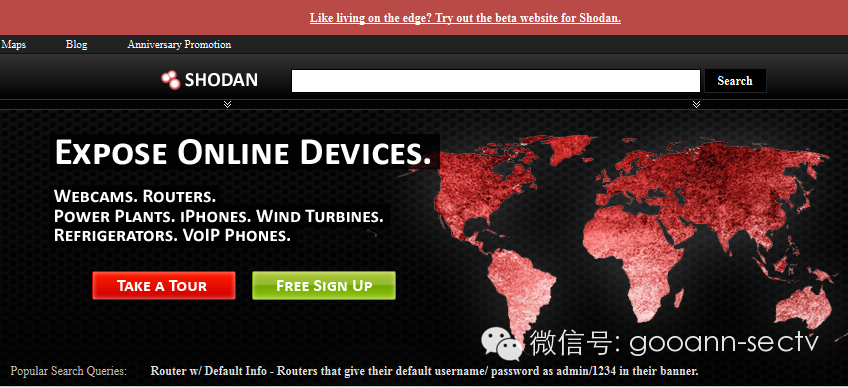 Like living on the edge? Try out the beta website for Shodan.
Maps Blog Anniversary Promotion
SHODAN Search
EXPOSE ONLINE DEVICES.
WEBCAMS. ROUTERS.
POWER PLANTS. IPHONES. WIND TURBINES.
REFRIGERATORS. VOIP PHONES.
TAKE A TOUR FREE SIGN UP
微信号: gooann-sectv
Popular Search Queries: Router w/ Default Info - Routers that give their default username/ password as admin/1234 in their banner.